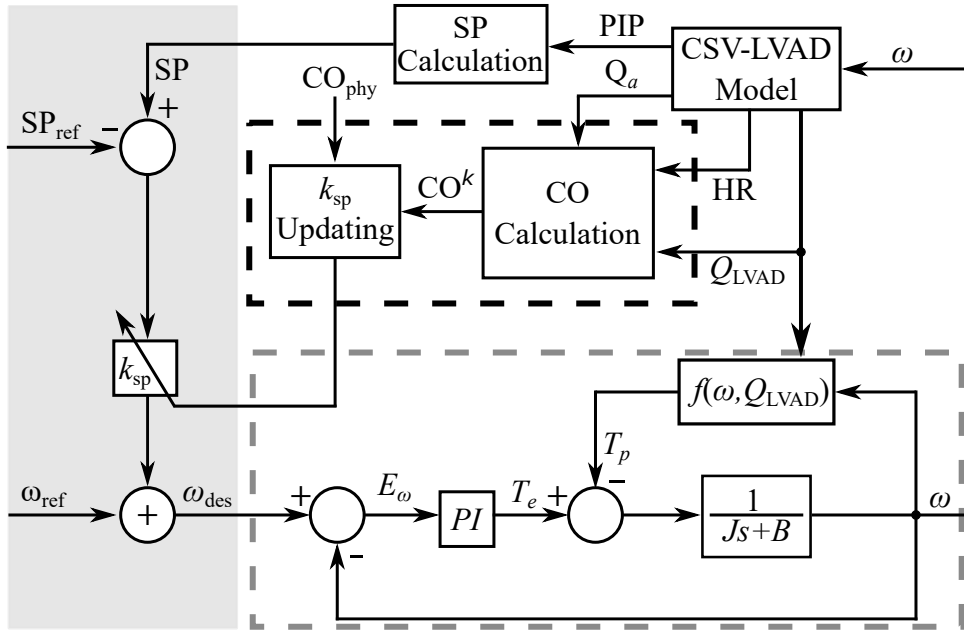 SP
Calculation
PIP
CSV-LVAD
Model
ω
SP
Q_a
CO_phy
+
SP_ref
-
k_sp
Updating
CO^k
CO
Calculation
HR
Q_LVAD
k_sp
f(ω,Q_LVAD)
T_p
-
ω_ref
+
ω_des
+
-
E_ω
PI
T_e
+
1
Js+B
ω